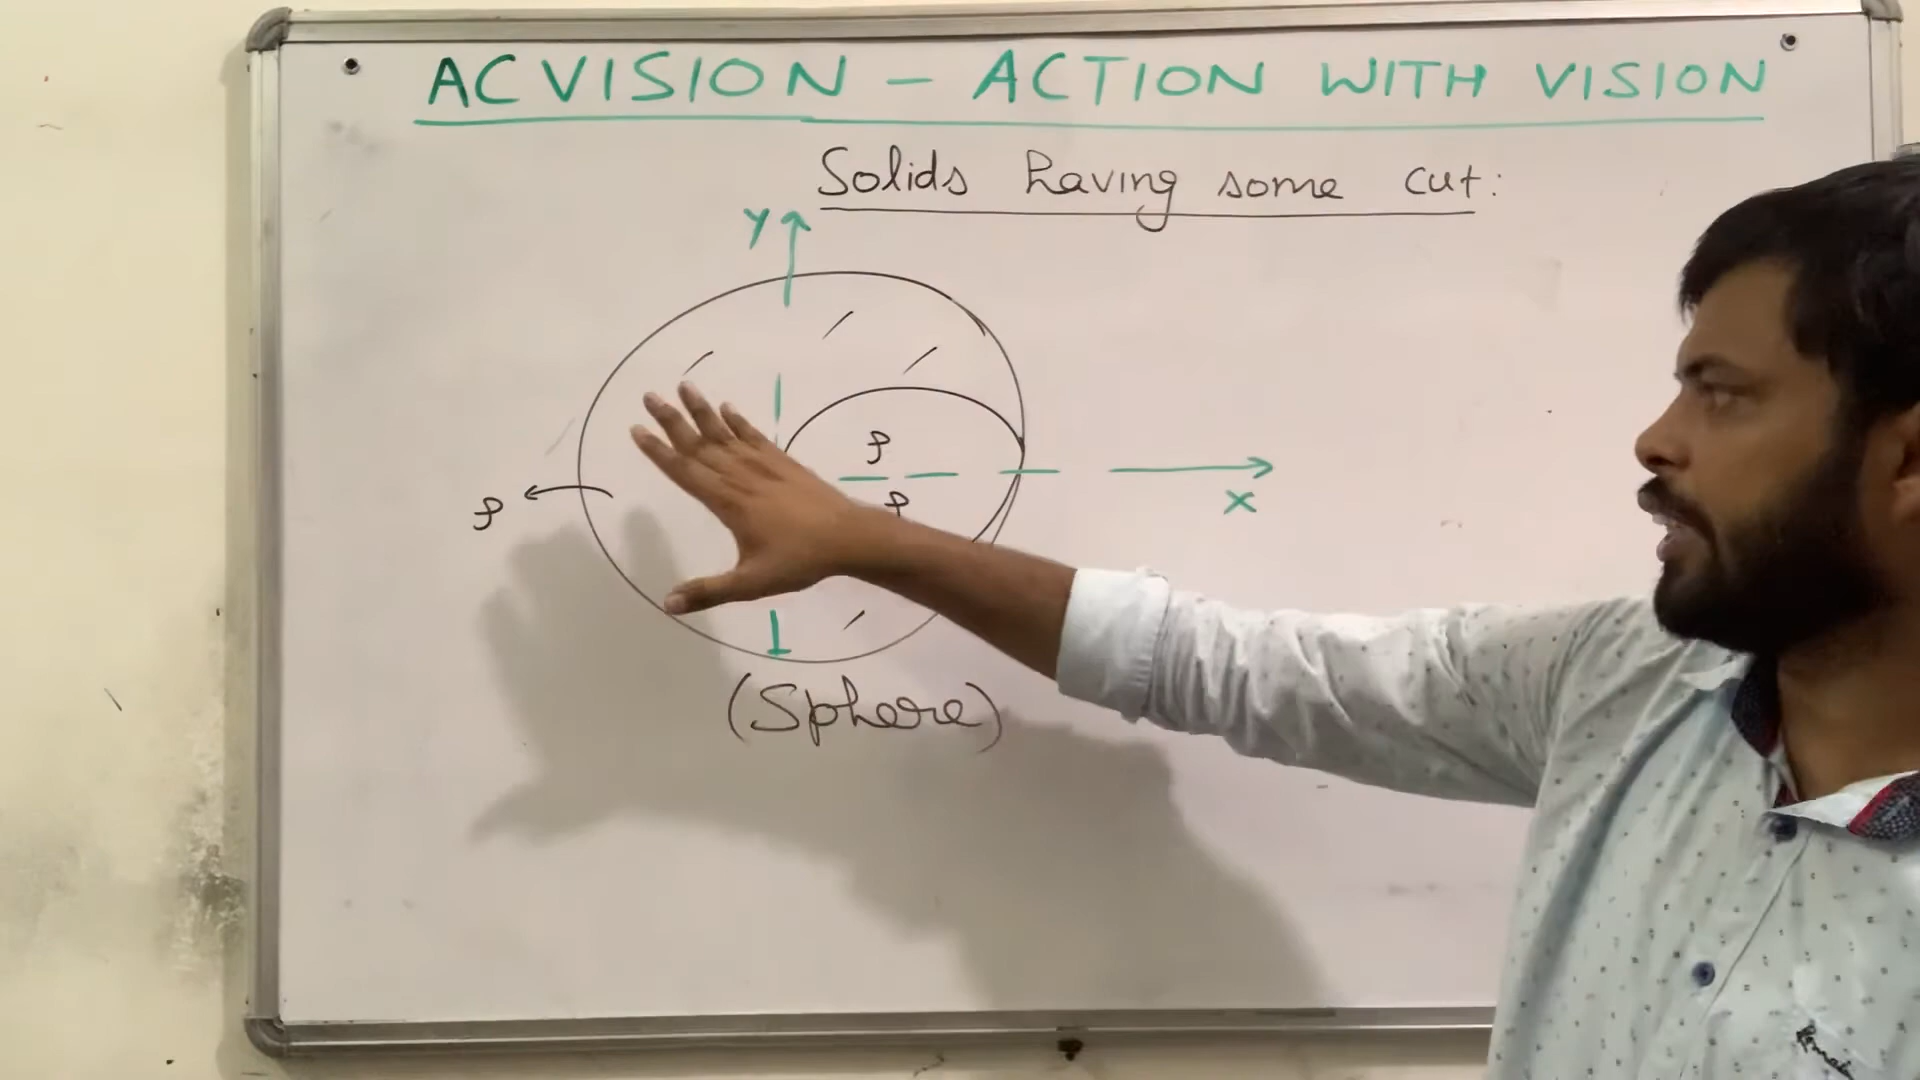 ACVISION - ACTION WITH VISION
Solids having some cut:
Y
ρ
ρ
ρ
X
(Sphere)